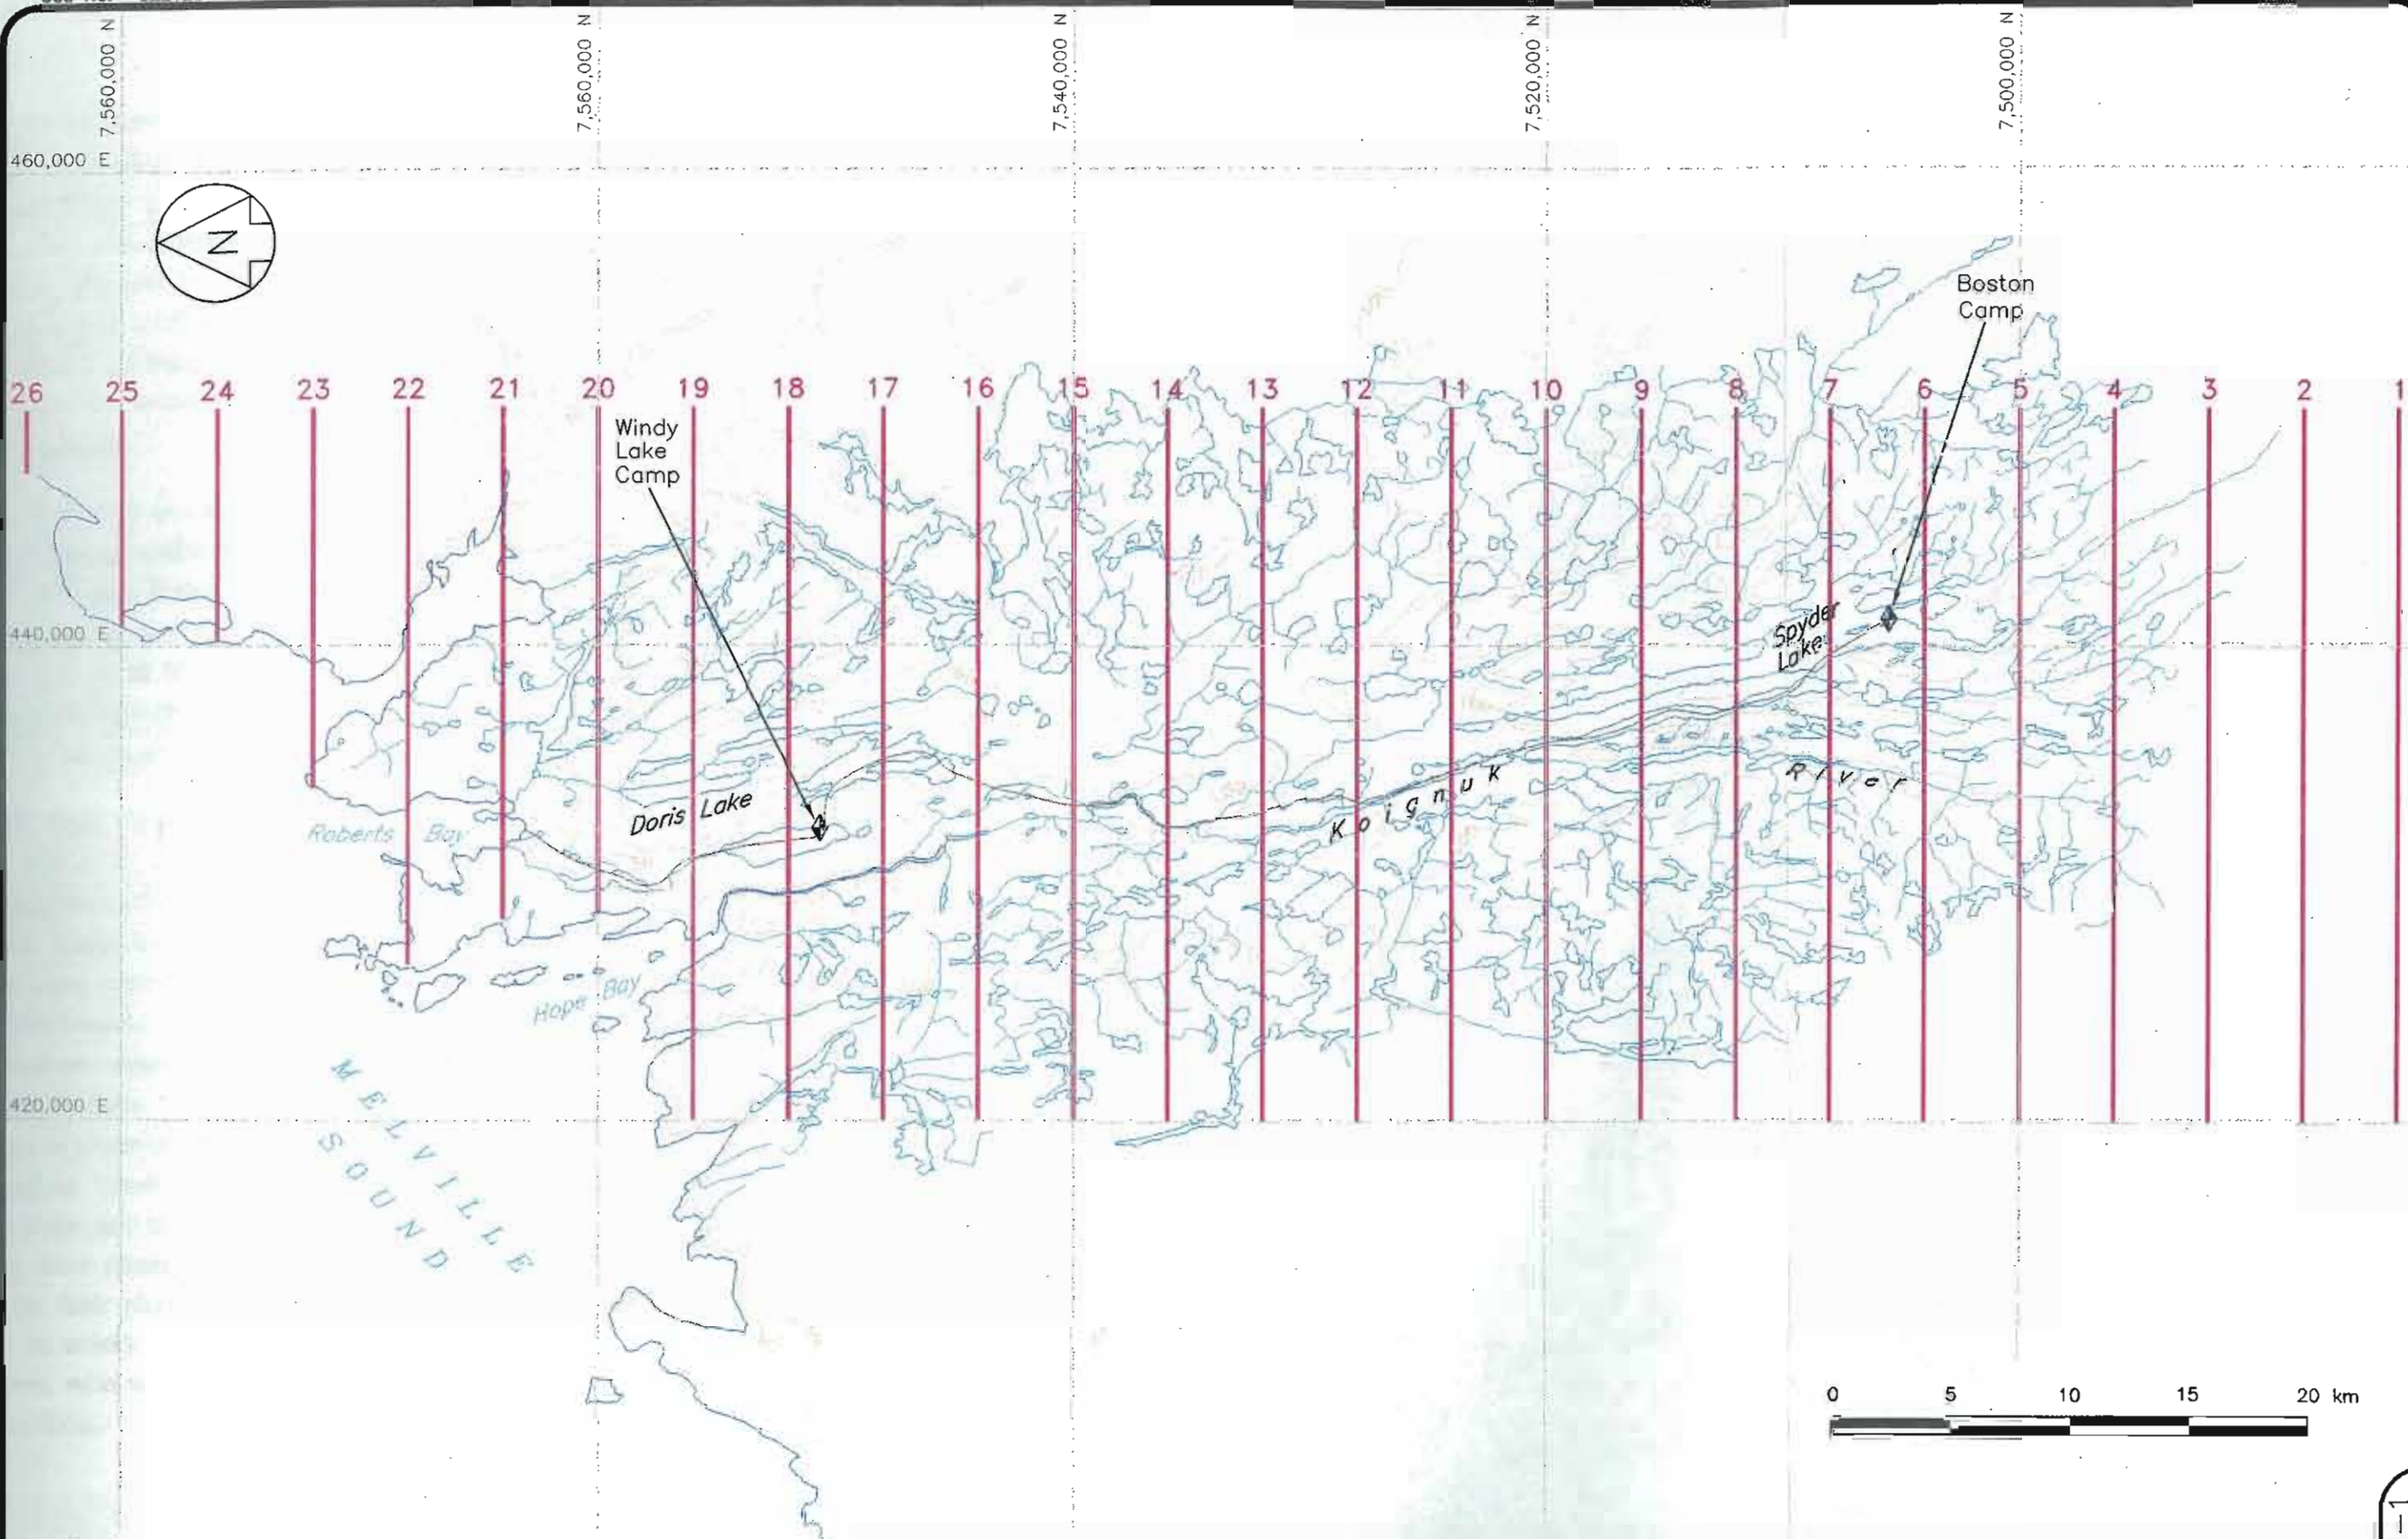 7,560,000 N
7,560,000 N
7,540,000 N
7,520,000 N
7,500,000 N
460,000 E
N
Boston
Camp
26 25 24 23 22 21 20 19 18 17 16 15 14 13 12 11 10 9 8 7 6 5 4 3 2 1
Windy
Lake
Camp
440,000 E
Spyder
Lake
Doris Lake
Koignuk River
Roberts Bay
Hope Bay
MELVILLE
SOUND
420,000 E
0 5 10 15 20 km